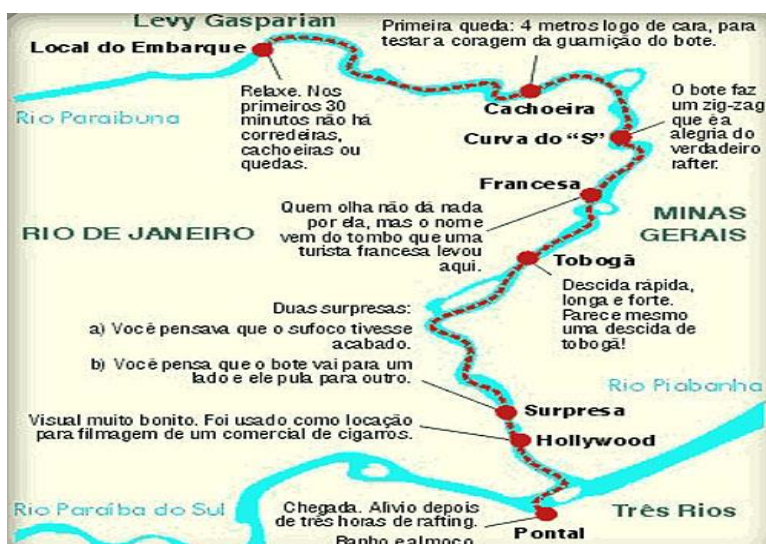 Levy Gasparian
Local do Embarque
Primeira queda: 4 metros logo de cara, para
testar a coragem da guarnição do bote.
Relaxe. Nos
primeiros 30
minutos não há
corredeiras,
cachoeiras ou
quedas.
Rio Paraibuna
Cachoeira
O bote faz
um zig-zag
que é a
alegria do
verdadeiro
rafter.
Curva do “S”
Francesa
Quem olha não dá nada
por ela, mas o nome
vem do tombo que uma
turista francesa levou
aqui.
RIO DE JANEIRO
MINAS
GERAIS
Tobogã
Descida rápida,
longa e forte.
Parece mesmo
uma descida de
tobogã!
Duas surpresas:
a) Você pensava que o sufoco tivesse
acabado.
b) Você pensa que o bote vai para um
lado e ele pula para outro.
Rio Piabanha
Surpresa
Visual muito bonito. Foi usado como locação
para filmagem de um comercial de cigarros.
Hollywood
Rio Paraíba do Sul
Chegada. Alivio depois
de três horas de rafting.
Banho e almoço
Três Rios
Pontal